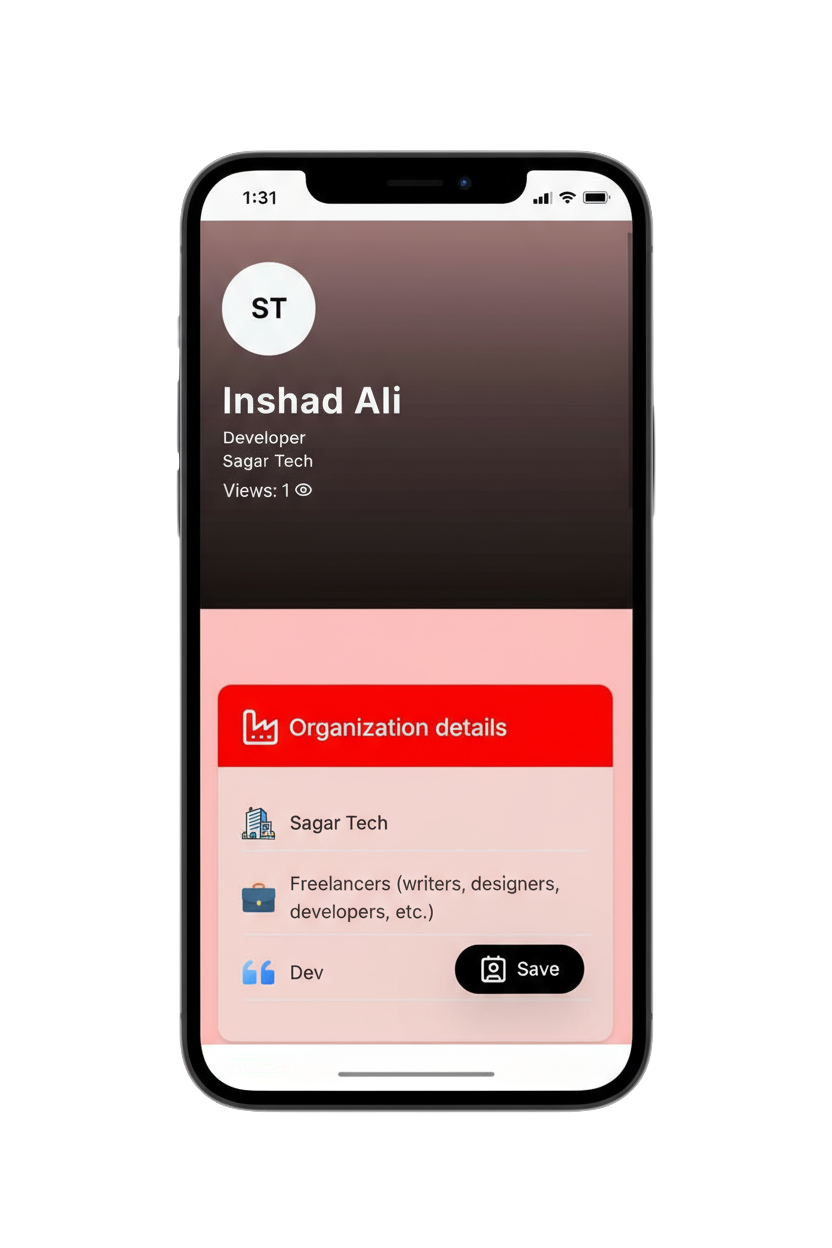 1:31
ST
Inshad Ali
Developer
Sagar Tech
Views: 1
Organization details
Sagar Tech
Freelancers (writers, designers,
developers, etc.)
Dev
Save